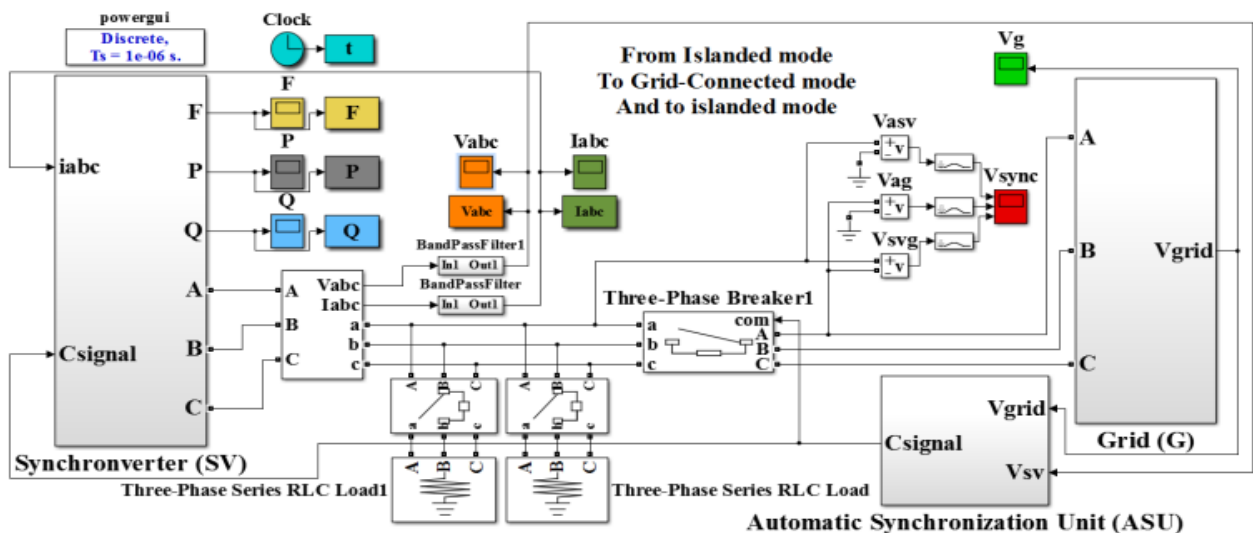 powergui
Discrete,
Ts = 1e-06 s.
Clock
t
From Islanded mode
To Grid-Connected mode
And to islanded mode
Vg
F
F
F
P
P
P
Q
Q
Q
iabc
Csignal
A
B
C
Synchronverter (SV)
Vabc
Vabc
Iabc
Iabc
BandPassFilter1
In1 Out1
BandPassFilter
In1 Out1
A
B
C
Vabc
Iabc
a
b
c
Three-Phase Breaker1
a
b
c
com
A
B
C
Vasv
+
-v
Vag
+
-v
Vsvg
+
-v
Vsync
A
B
C
Vgrid
Grid (G)
A B C
a b c
A B C
a b c
A B C
Three-Phase Series RLC Load1
A B C
Three-Phase Series RLC Load
Csignal
Vgrid
Vsv
Automatic Synchronization Unit (ASU)